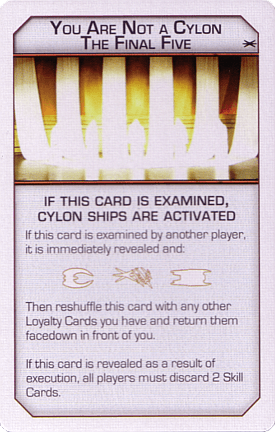 You Are Not a Cylon
The Final Five
IF THIS CARD IS EXAMINED,
CYLON SHIPS ARE ACTIVATED
If this card is examined by another player,
it is immediately revealed and:
Then reshuffle this card with any other
Loyalty Cards you have and return them
facedown in front of you.
If this card is revealed as a result of
execution, all players must discard 2 Skill
Cards.